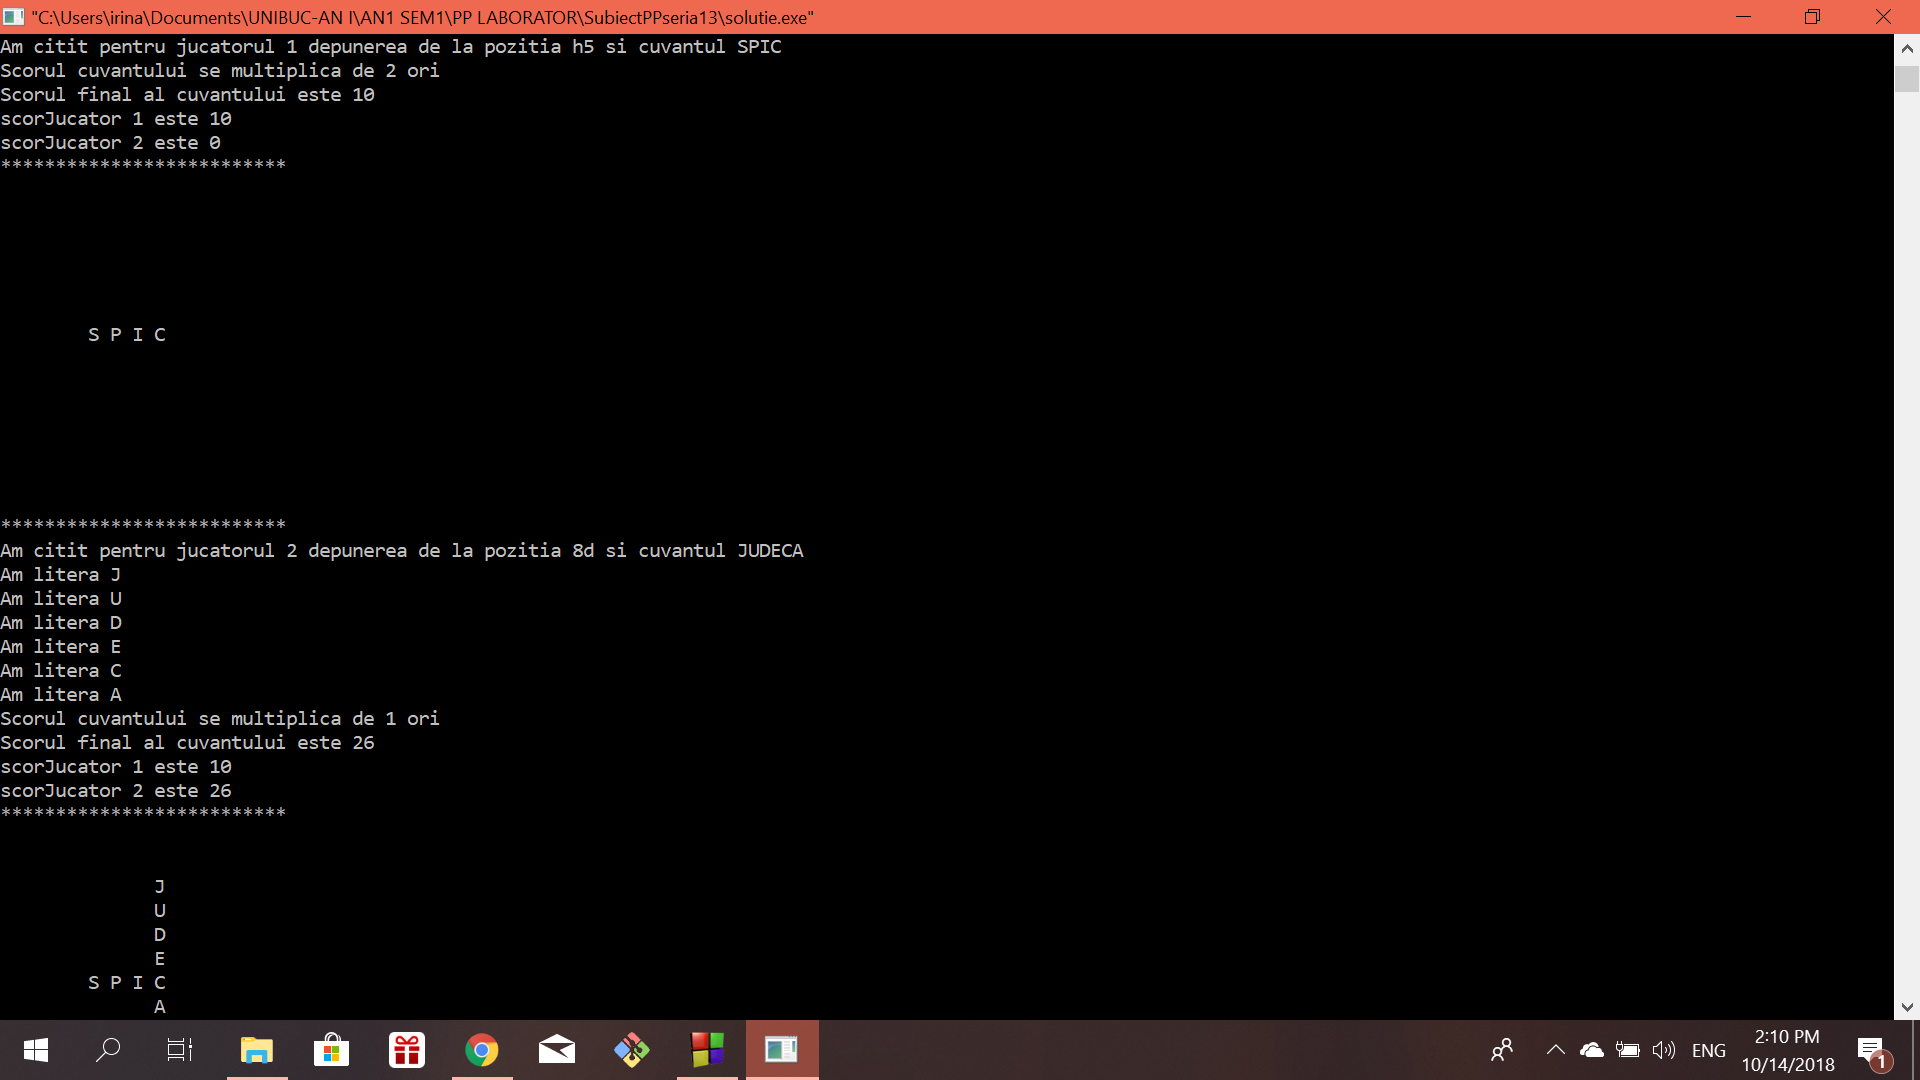 "C:\Users\irina\Documents\UNIBUC-AN I\AN1 SEM1\PP LABORATOR\SubiectPPseria13\solutie.exe"
Am citit pentru jucatorul 1 depunerea de la pozitia h5 si cuvantul SPIC
Scorul cuvantului se multiplica de 2 ori
Scorul final al cuvantului este 10
scorJucator 1 este 10
scorJucator 2 este 0
**************************
S P I C
**************************
Am citit pentru jucatorul 2 depunerea de la pozitia 8d si cuvantul JUDECA
Am litera J
Am litera U
Am litera D
Am litera E
Am litera C
Am litera A
Scorul cuvantului se multiplica de 1 ori
Scorul final al cuvantului este 26
scorJucator 1 este 10
scorJucator 2 este 26
**************************
J
U
D
E
S P I C
A
ENG
2:10 PM
10/14/2018
1